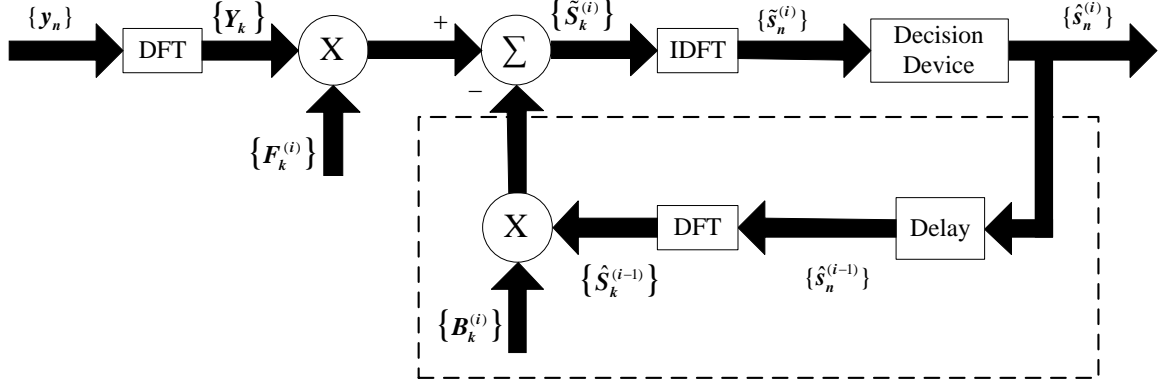 {y_n}
DFT
{Y_k}
X
{F_k^(i)}
+
−
Σ
{S̃_k^(i)}
IDFT
{s̃_n^(i)}
Decision
Device
{ŝ_n^(i)}
X
{B_k^(i)}
{Ŝ_k^(i−1)}
DFT
{ŝ_n^(i−1)}
Delay